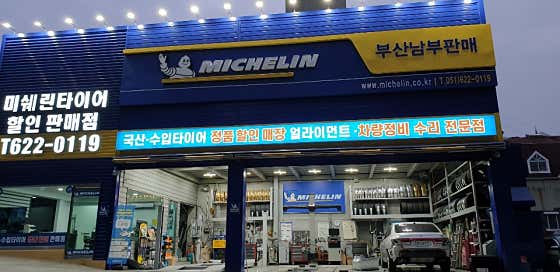 MICHELIN
부산남부판매
www.michelin.co.kr | T.051)622-0119
미쉐린타이어
할인 판매점
T622-0119
국산·수입타이어 정품 할인 매장 얼라이먼트·차량정비 수리 전문점
MICHELIN